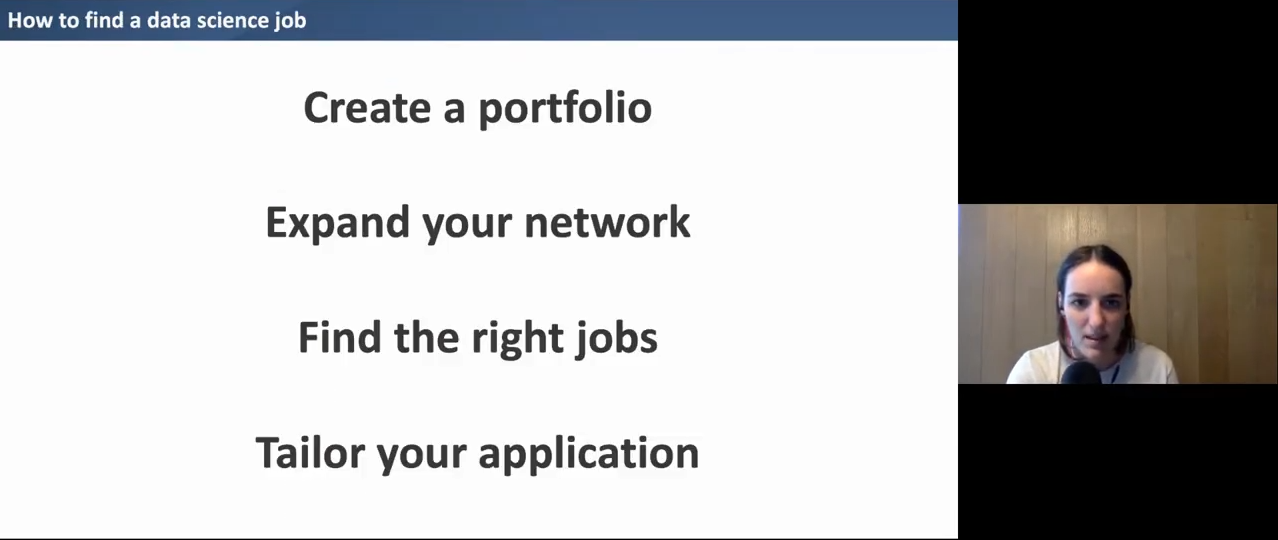 How to find a data science job
Create a portfolio
Expand your network
Find the right jobs
Tailor your application